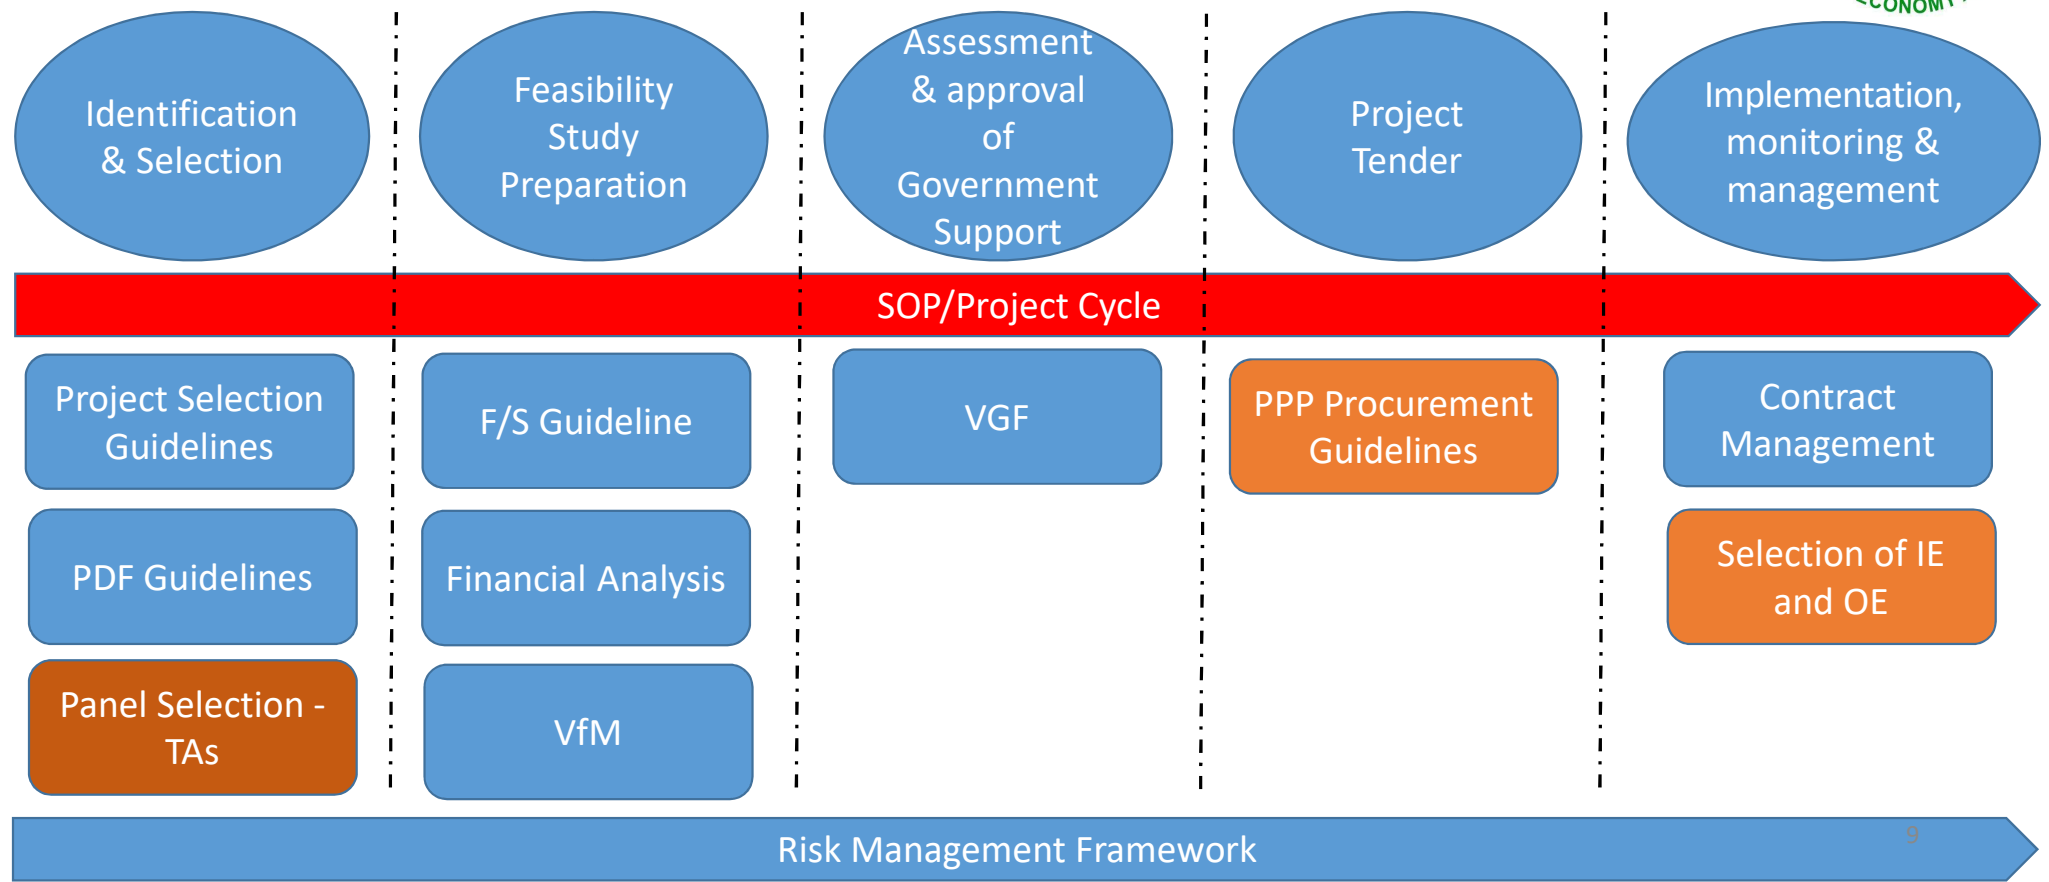 Identification
& Selection
Feasibility
Study
Preparation
Assessment
& approval
of
Government
Support
Project
Tender
Implementation,
monitoring &
management
SOP/Project Cycle
Project Selection
Guidelines
PDF Guidelines
Panel Selection -
TAs
F/S Guideline
Financial Analysis
VfM
VGF
PPP Procurement
Guidelines
Contract
Management
Selection of IE
and OE
Risk Management Framework
9